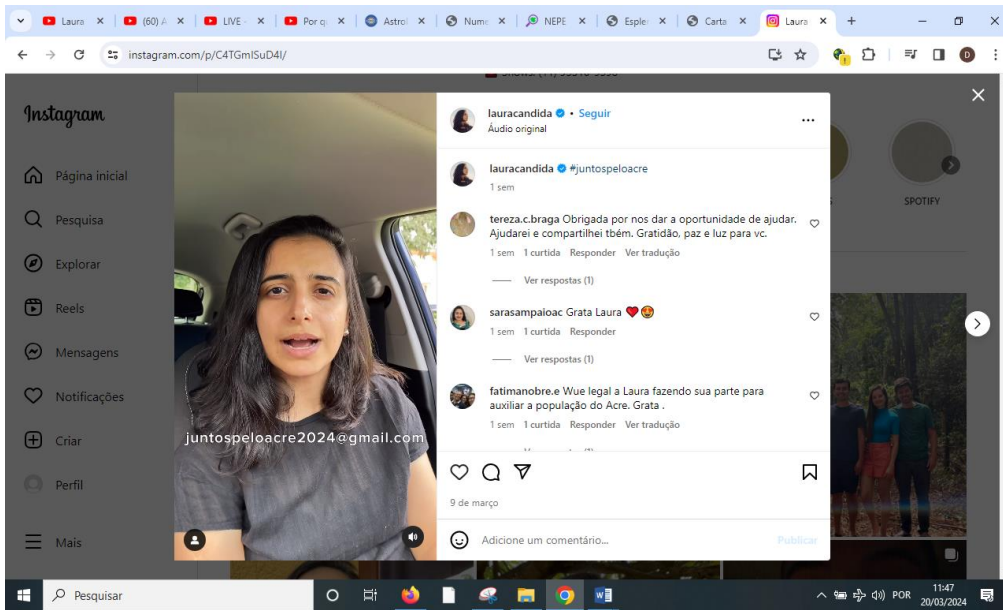 Laura
(60) A
LIVE -
Por q
Astrol
Nume
NEPE
Esple
Carta
Laura
instagram.com/p/C4TGmISuD4I/
D
Instagram
Página inicial
Pesquisa
Explorar
Reels
Mensagens
Notificações
Criar
Perfil
Mais
juntospeloacre2024@gmail.com
lauracandida • Seguir
Áudio original
lauracandida #juntospeloacre
1 sem
tereza.c.braga Obrigada por nos dar a oportunidade de ajudar.
Ajudarei e compartilhei tbém. Gratidão, paz e luz para vc.
1 sem 1 curtida Responder Ver tradução
Ver respostas (1)
sarasampaioac Grata Laura ❤️😍
1 sem 1 curtida Responder
Ver respostas (1)
fatimanobre.e Wue legal a Laura fazendo sua parte para
auxiliar a população do Acre. Grata .
1 sem 1 curtida Responder Ver tradução
9 de março
Adicione um comentário...
Publicar
SPOTIFY
Pesquisar
POR
11:47
20/03/2024